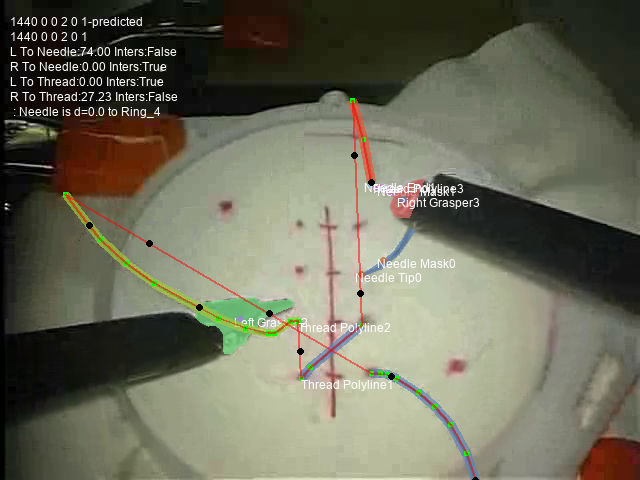 1440 0 0 2 0 1-predicted
1440 0 0 2 0 1
L To Needle:74.00 Inters:False
R To Needle:0.00 Inters:True
L To Thread:0.00 Inters:True
R To Thread:27.23 Inters:False
: Needle is d=0.0 to Ring_4
Right Grasper3
Needle Mask0
Needle Tip0
Thread Polyline2
Thread Polyline1